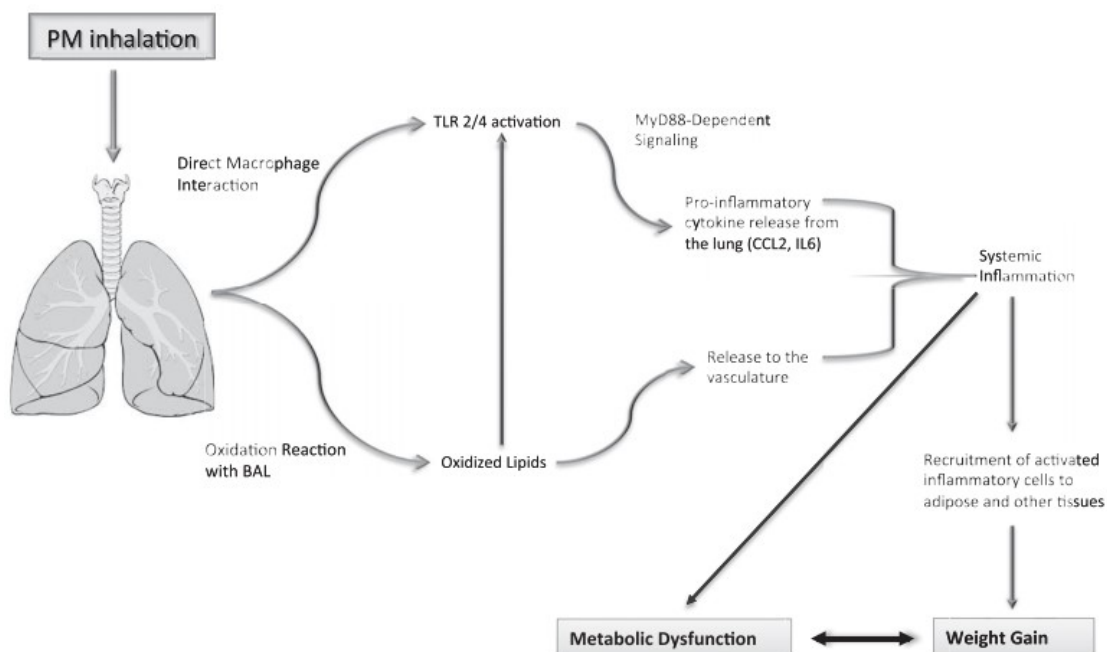 PM inhalation
TLR 2/4 activation
MyD88-Dependent
Signaling
Direct Macrophage
Interaction
Pro-inflammatory
cytokine release from
the lung (CCL2, IL6)
Systemic
Inflammation
Release to the
vasculature
Oxidation Reaction
with BAL
Oxidized Lipids
Recruitment of activated
inflammatory cells to
adipose and other tissues
Metabolic Dysfunction
Weight Gain